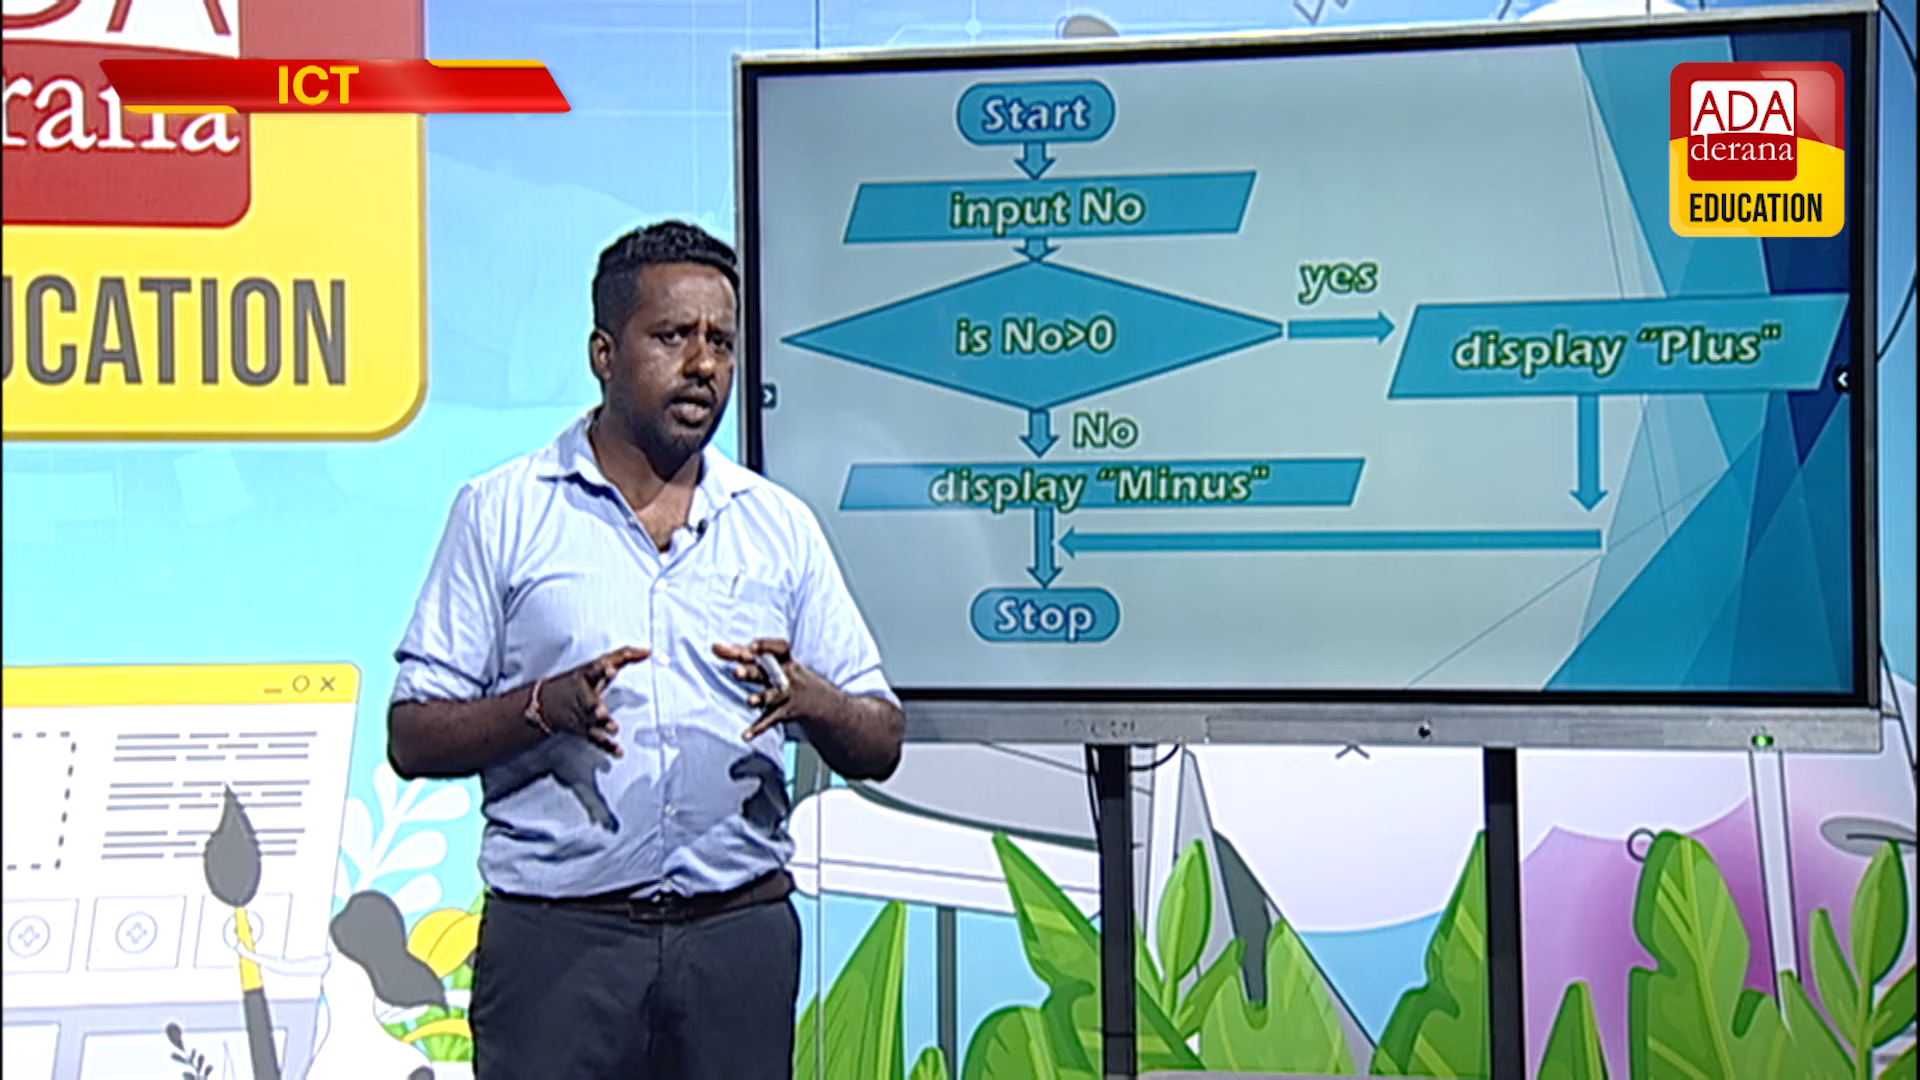 ICT
DA
rana
UCATION
ADA
derana
EDUCATION
Start
input No
is No>0
yes
display “Plus"
No
display “Minus"
Stop